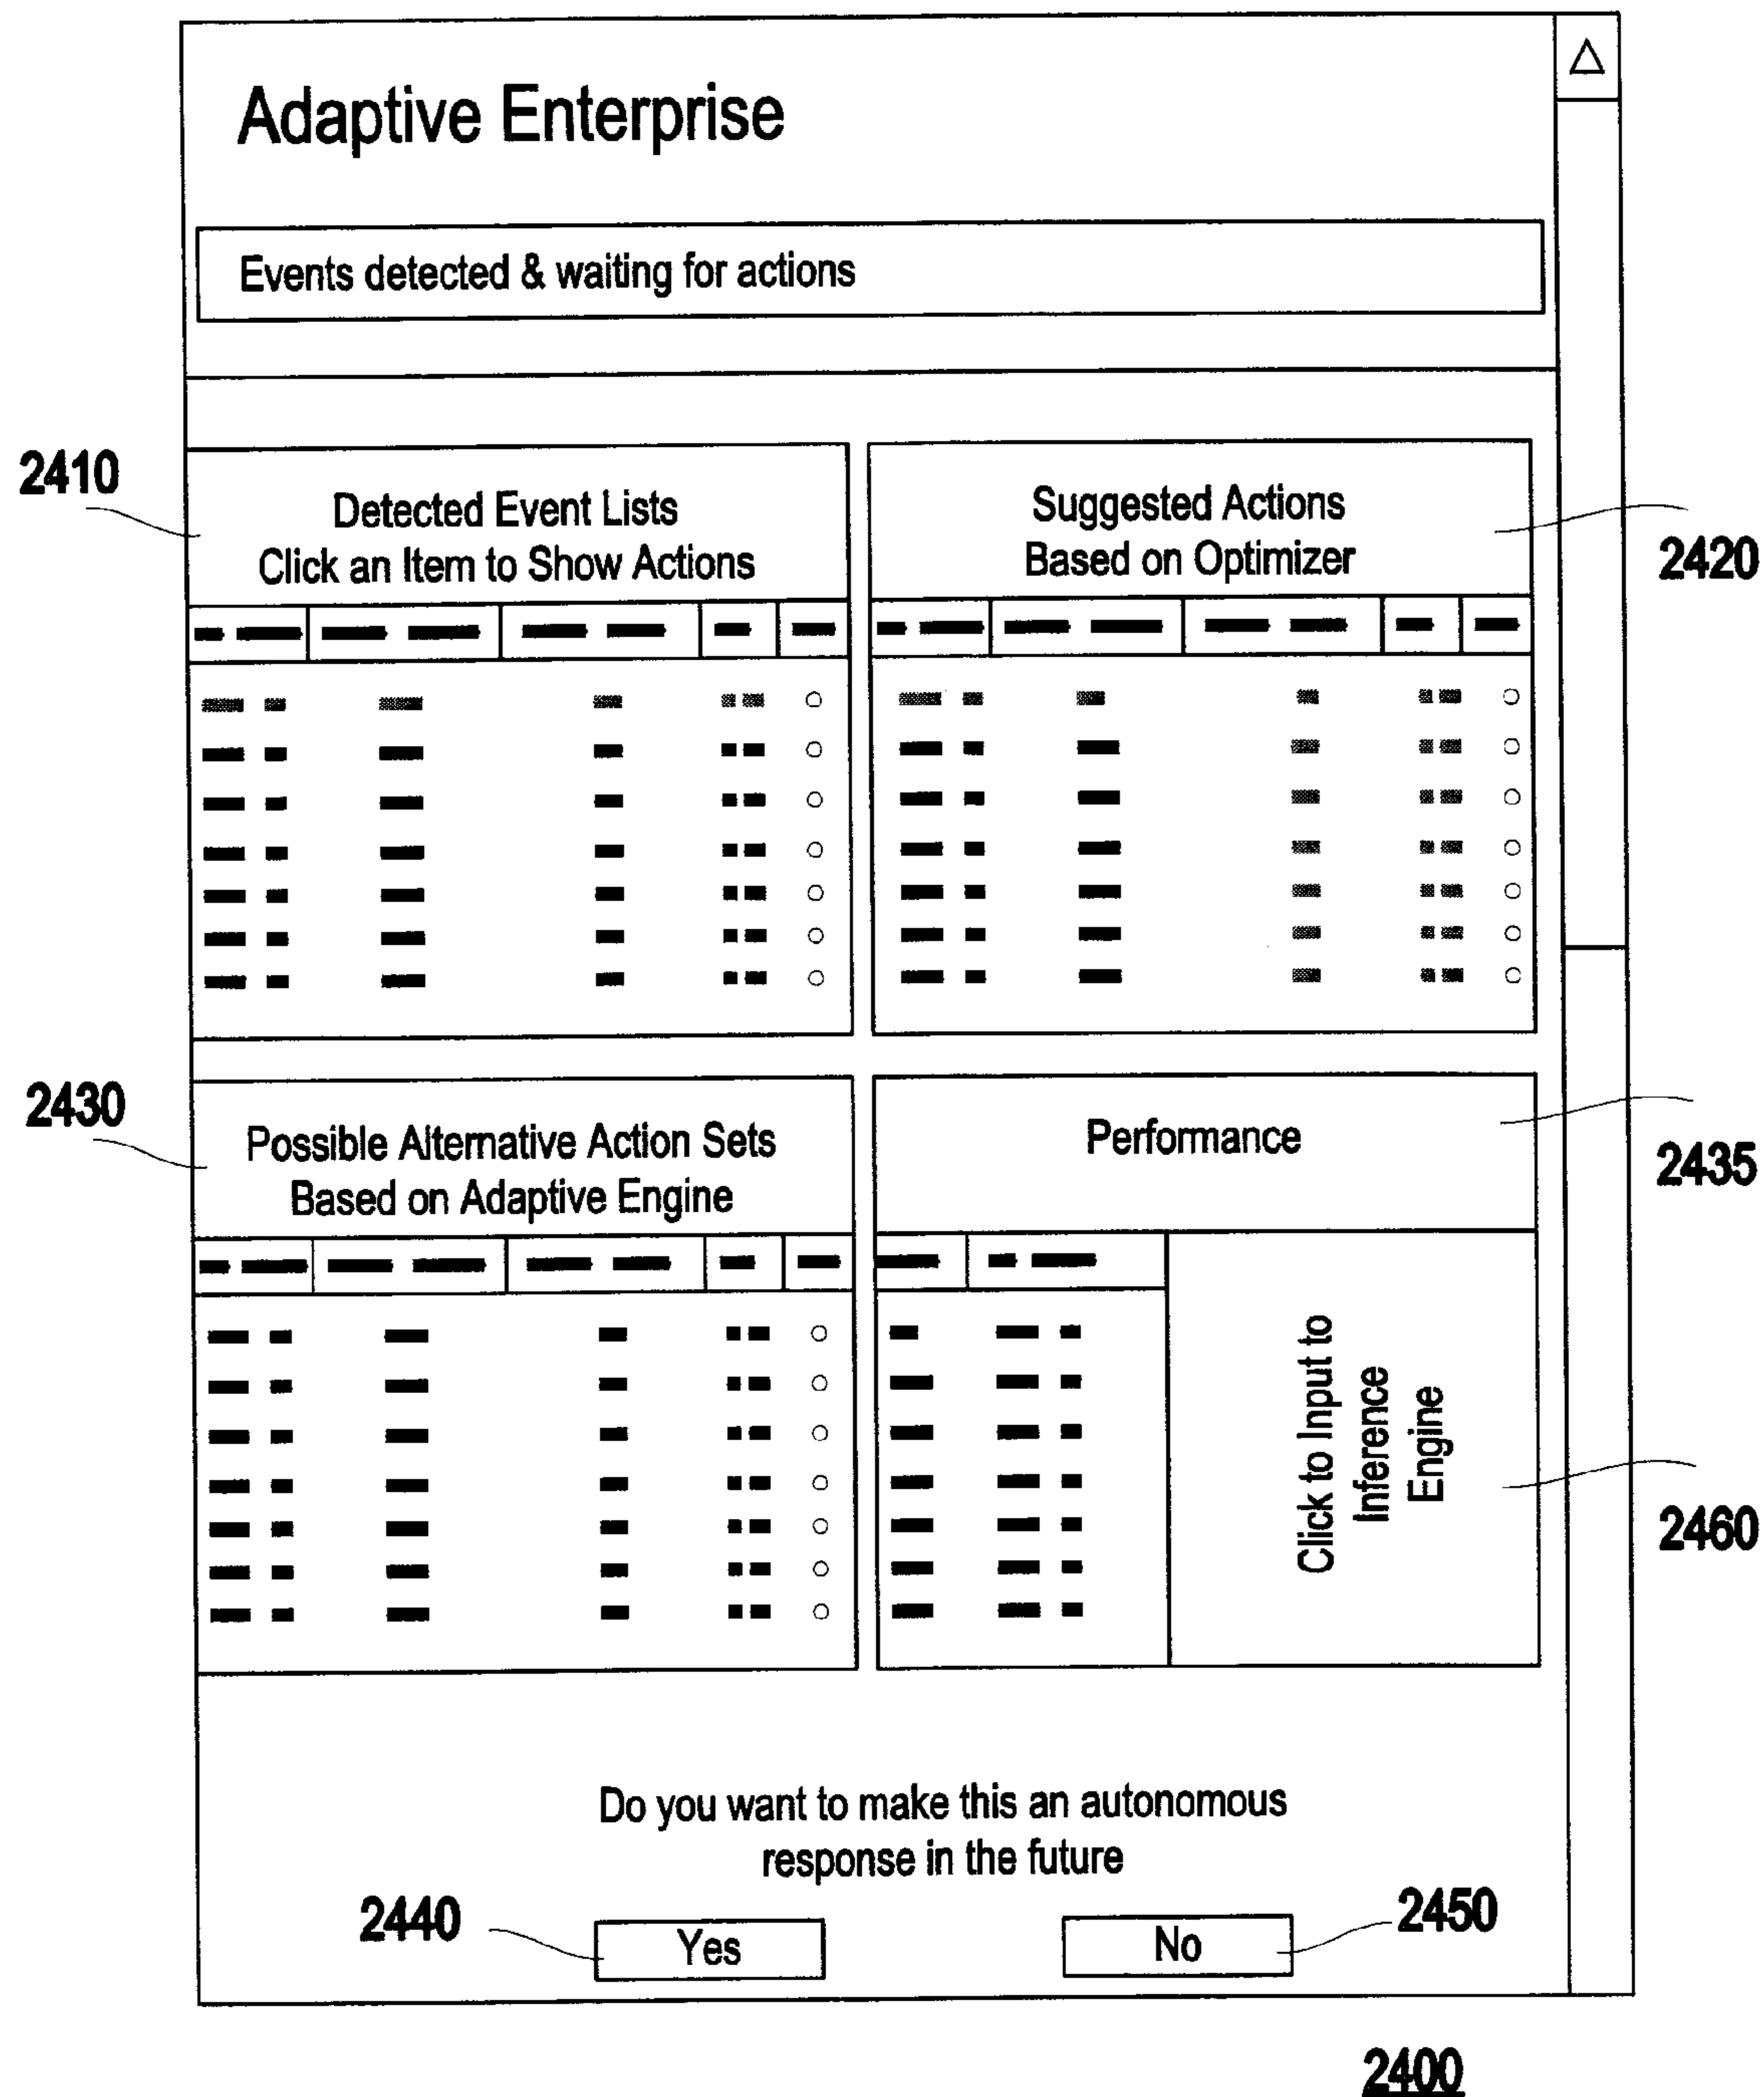 Adaptive Enterprise
Events detected & waiting for actions
2410
Detected Event Lists
Click an Item to Show Actions
Suggested Actions
Based on Optimizer
2420
2430
Possible Alternative Action Sets
Based on Adaptive Engine
Performance
2435
Click to Input to
Inference
Engine
2460
Do you want to make this an autonomous
response in the future
2440
Yes
No
2450
2400